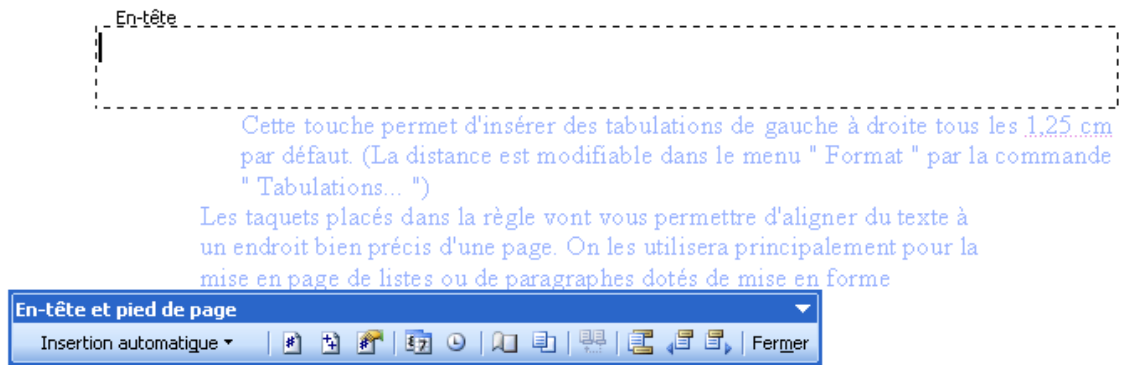 En-tête
Cette touche permet d'insérer des tabulations de gauche à droite tous les 1,25 cm
par défaut. (La distance est modifiable dans le menu " Format " par la commande
" Tabulations... ")
Les taquets placés dans la règle vont vous permettre d'aligner du texte à
un endroit bien précis d'une page. On les utilisera principalement pour la
mise en page de listes ou de paragraphes dotés de mise en forme
En-tête et pied de page
Insertion automatique Fermer